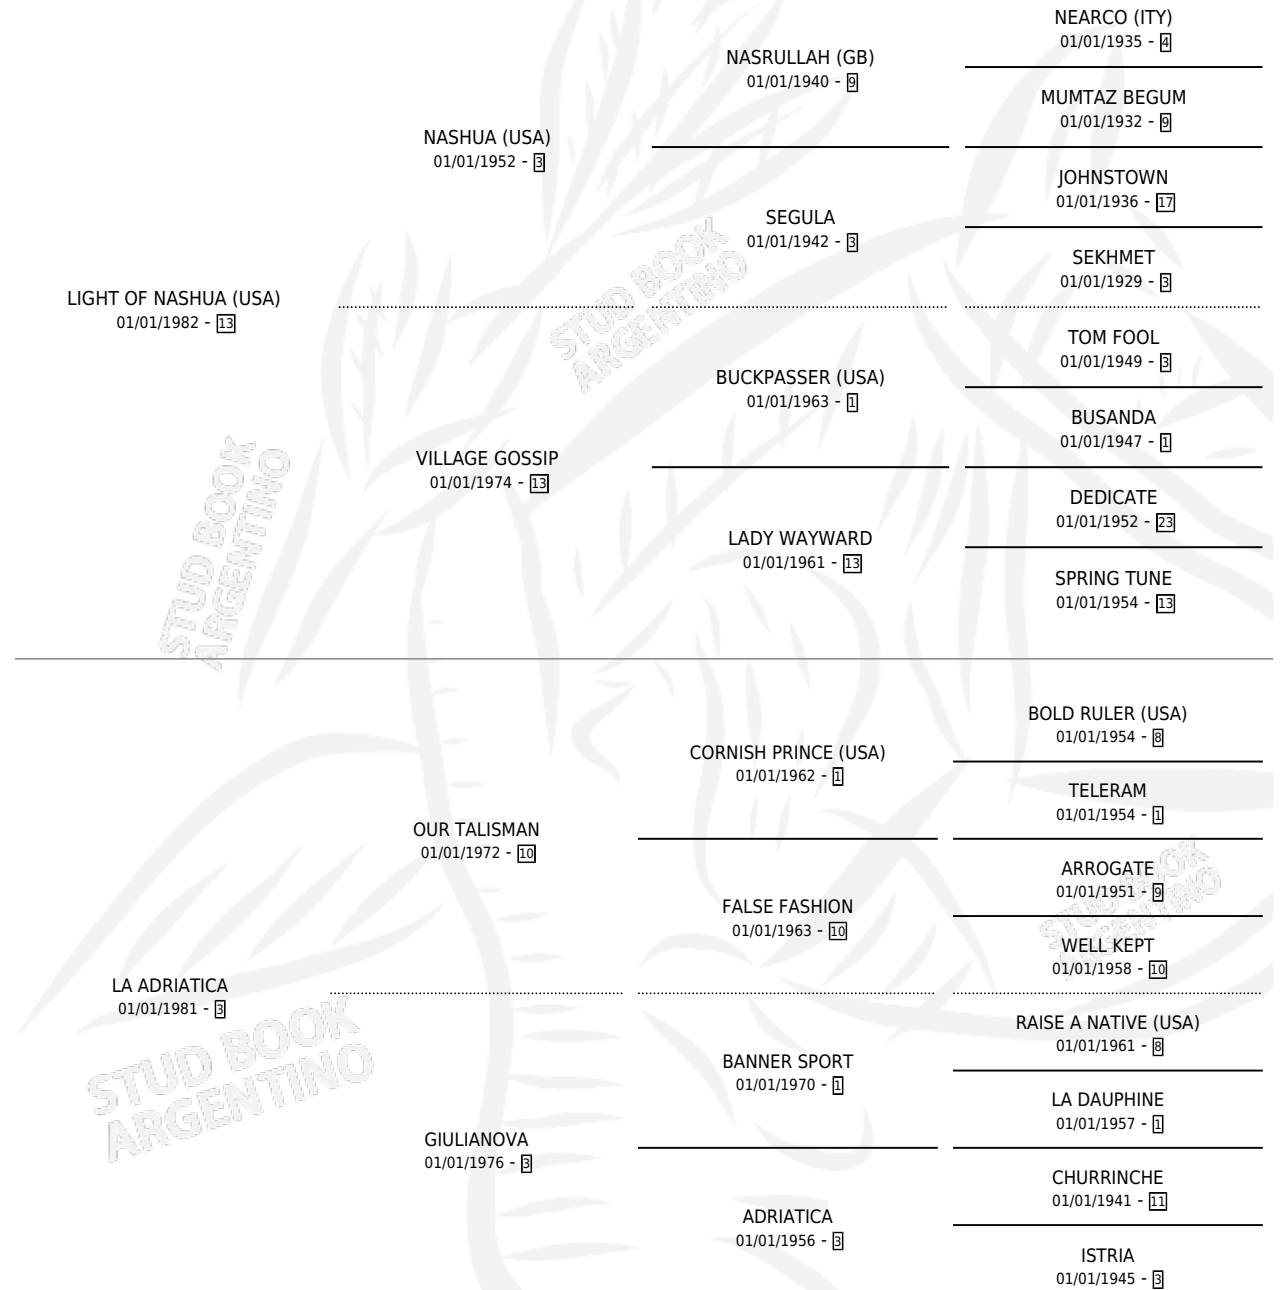 NEARCO (ITY)
01/01/1935 - 4
NASRULLAH (GB)
01/01/1940 - 9
MUMTAZ BEGUM
01/01/1932 - 9
NASHUA (USA)
01/01/1952 - 3
JOHNSTOWN
01/01/1936 - 17
SEGULA
01/01/1942 - 3
SEKHMET
01/01/1929 - 3
LIGHT OF NASHUA (USA)
01/01/1982 - 13
TOM FOOL
01/01/1949 - 3
BUCKPASSER (USA)
01/01/1963 - 1
BUSANDA
01/01/1947 - 1
VILLAGE GOSSIP
01/01/1974 - 13
DEDICATE
01/01/1952 - 23
LADY WAYWARD
01/01/1961 - 13
SPRING TUNE
01/01/1954 - 13
BOLD RULER (USA)
01/01/1954 - 8
CORNISH PRINCE (USA)
01/01/1962 - 1
TELERAM
01/01/1954 - 1
OUR TALISMAN
01/01/1972 - 10
ARROGATE
01/01/1951 - 9
FALSE FASHION
01/01/1963 - 10
WELL KEPT
01/01/1958 - 10
LA ADRIATICA
01/01/1981 - 3
RAISE A NATIVE (USA)
01/01/1961 - 8
BANNER SPORT
01/01/1970 - 1
LA DAUPHINE
01/01/1957 - 1
GIULIANOVA
01/01/1976 - 3
CHURRINCHE
01/01/1941 - 11
ADRIATICA
01/01/1956 - 3
ISTRIA
01/01/1945 - 3
STUD BOOK
ARGENTINO
STUD BOOK
ARGENTINO
STUD BOOK
ARGENTINO
STUD BOOK
ARGENTINO